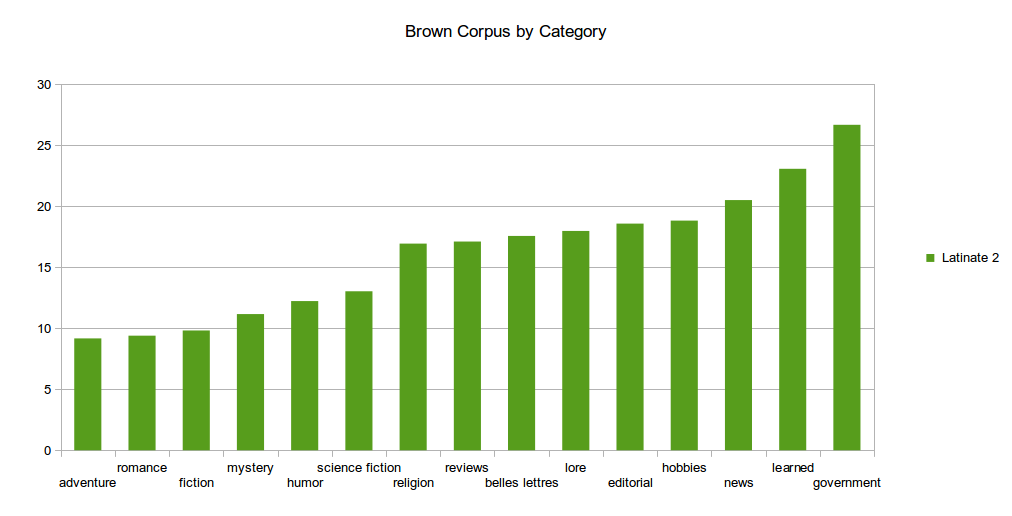 Brown Corpus by Category
30
25
20
15
10
5
0
Latinate 2
romance mystery science fiction reviews lore hobbies learned
adventure fiction humor religion belles lettres editorial news government